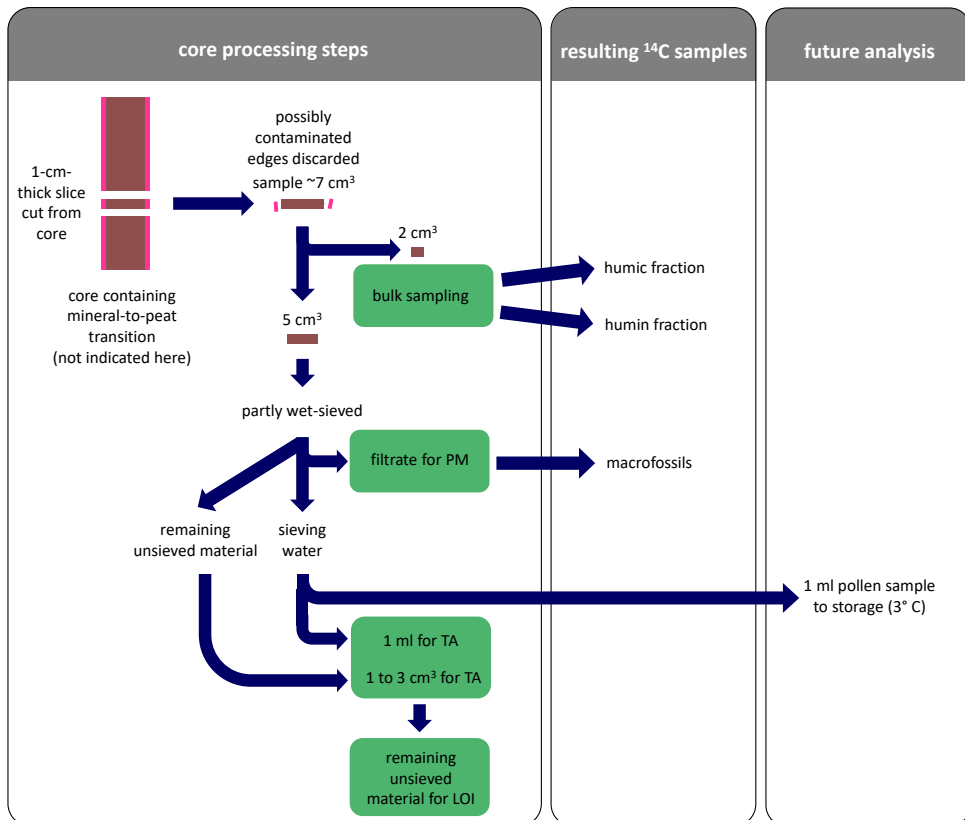 core processing steps
resulting ¹⁴C samples
future analysis
1-cm-
thick slice
cut from
core
possibly
contaminated
edges discarded
sample ~7 cm³
core containing
mineral-to-peat
transition
(not indicated here)
2 cm³
bulk sampling
humic fraction
humin fraction
5 cm³
partly wet-sieved
filtrate for PM
macrofossils
remaining
unsieved material
sieving
water
1 ml pollen sample
to storage (3° C)
1 ml for TA
1 to 3 cm³ for TA
remaining
unsieved
material for LOI